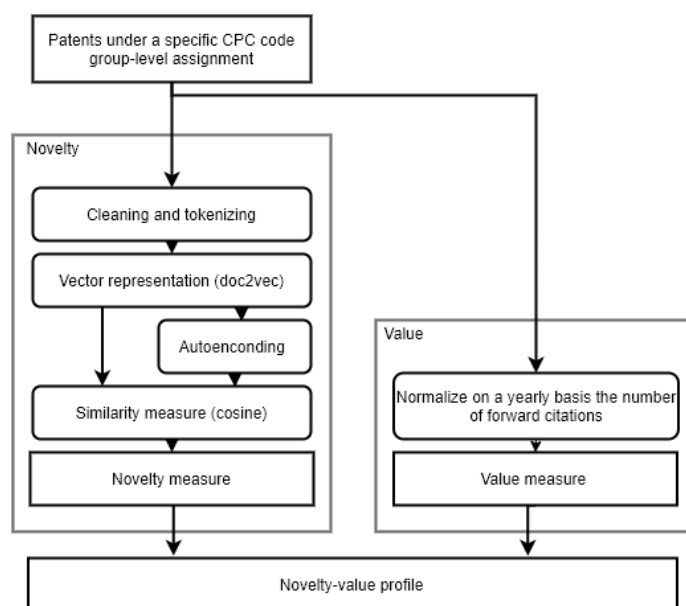 Patents under a specific CPC code
group-level assignment
Novelty
Cleaning and tokenizing
Vector representation (doc2vec)
Autoenconding
Similarity measure (cosine)
Novelty measure
Value
Normalize on a yearly basis the number
of forward citations
Value measure
Novelty-value profile